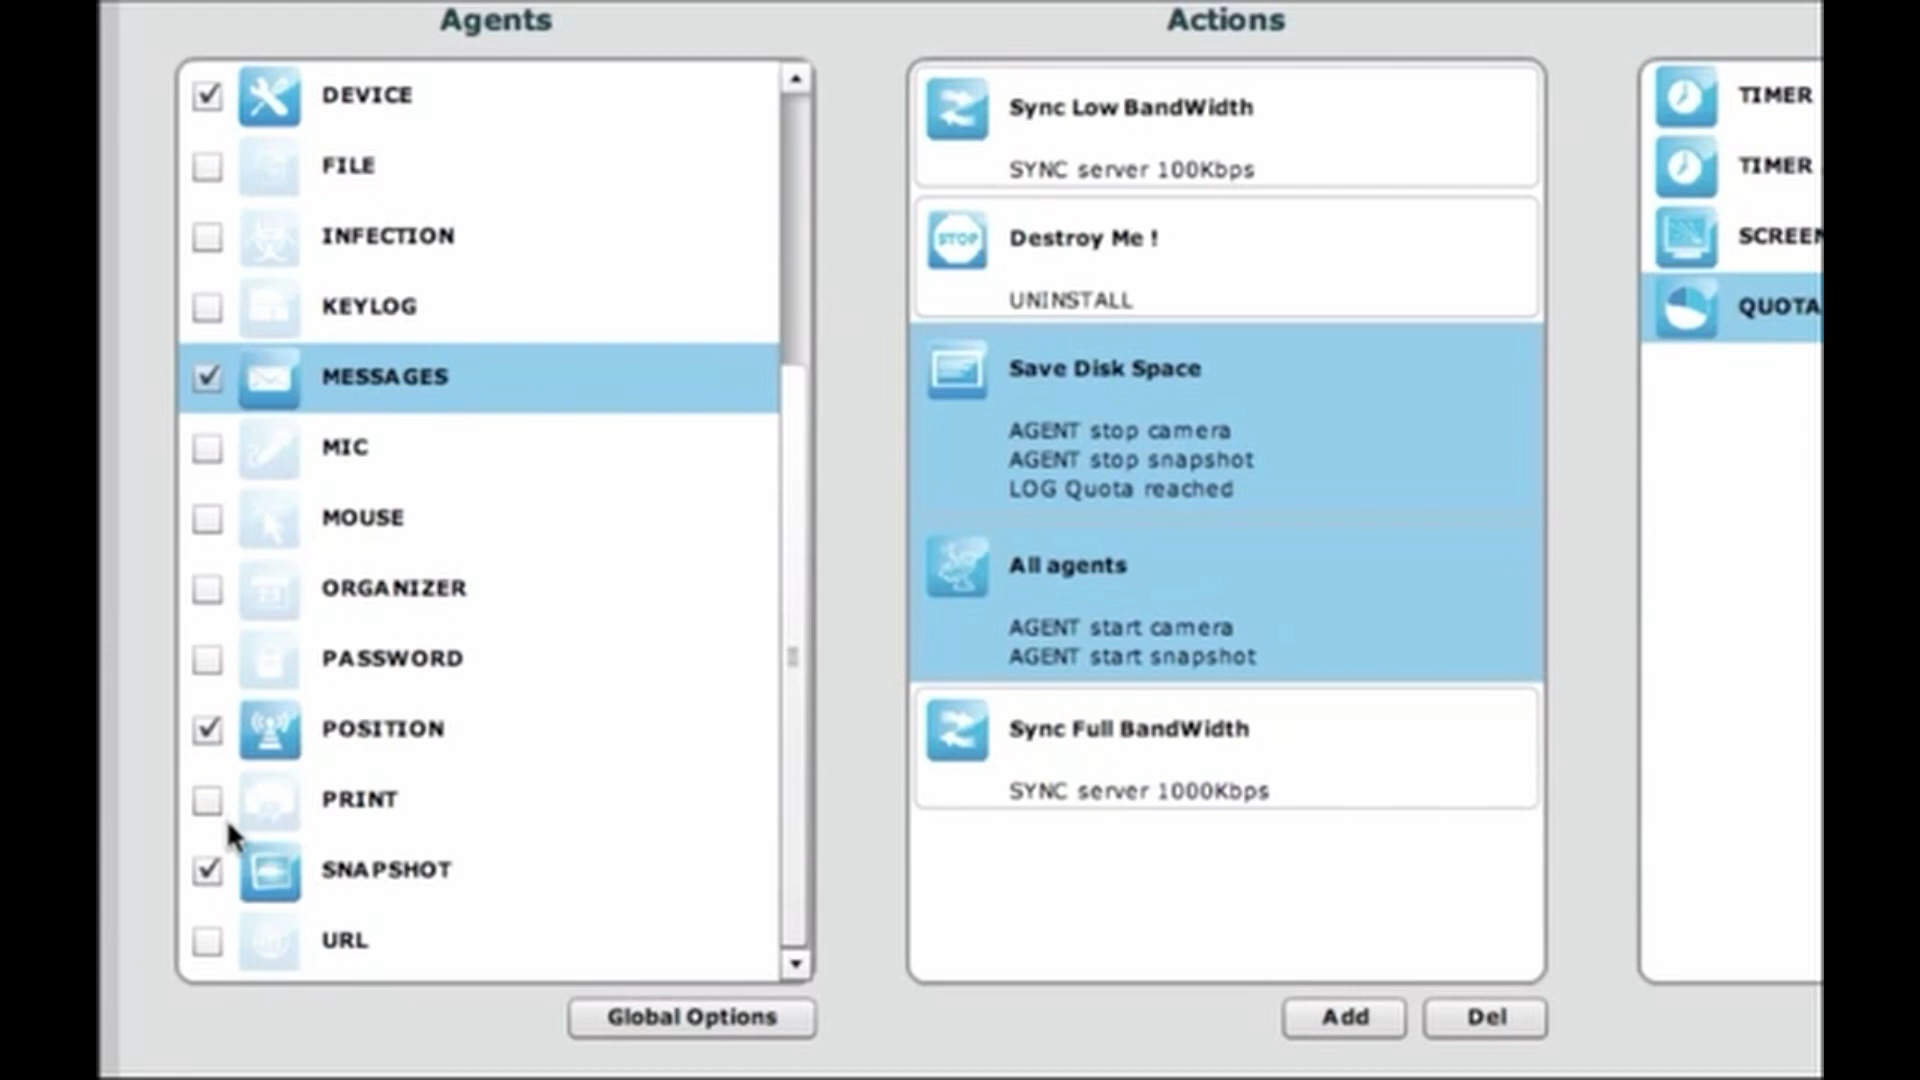 Agents
DEVICE
FILE
INFECTION
KEYLOG
MESSAGES
MIC
MOUSE
ORGANIZER
PASSWORD
POSITION
PRINT
SNAPSHOT
URL
Global Options
Actions
Sync Low BandWidth
SYNC server 100Kbps
STOP
Destroy Me !
UNINSTALL
Save Disk Space
AGENT stop camera
AGENT stop snapshot
LOG Quota reached
All agents
AGENT start camera
AGENT start snapshot
Sync Full BandWidth
SYNC server 1000Kbps
Add
Del
TIMER
TIMER
SCREEN
QUOTA